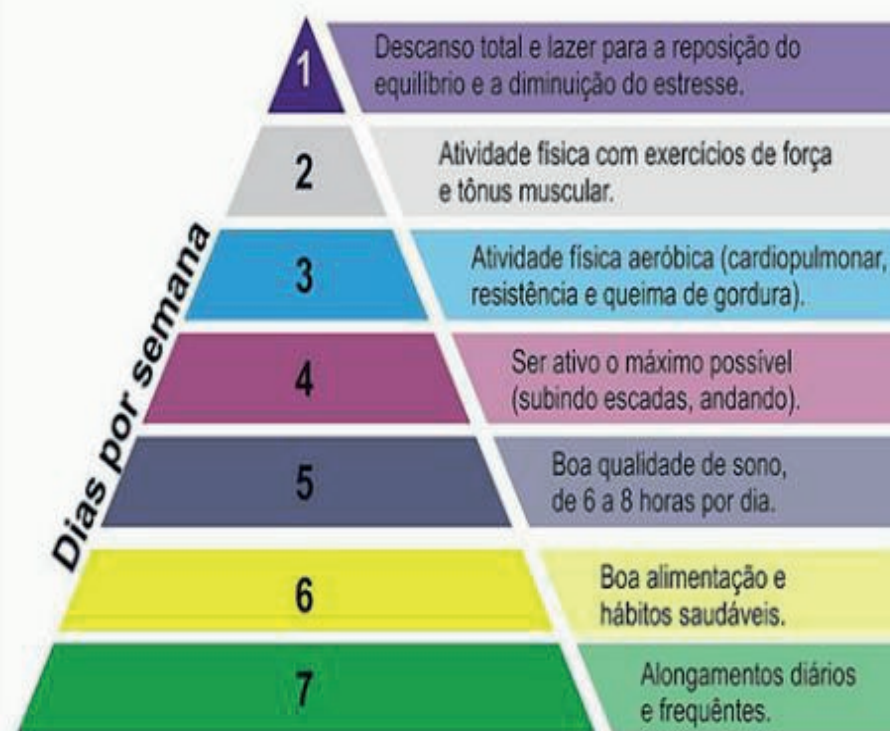 Dias por semana
1
Descanso total e lazer para a reposição do
equilíbrio e a diminuição do estresse.
2
Atividade física com exercícios de força
e tônus muscular.
3
Atividade física aeróbica (cardiopulmonar,
resistência e queima de gordura).
4
Ser ativo o máximo possível
(subindo escadas, andando).
5
Boa qualidade de sono,
de 6 a 8 horas por dia.
6
Boa alimentação e
hábitos saudáveis.
7
Alongamentos diários
e frequêntes.